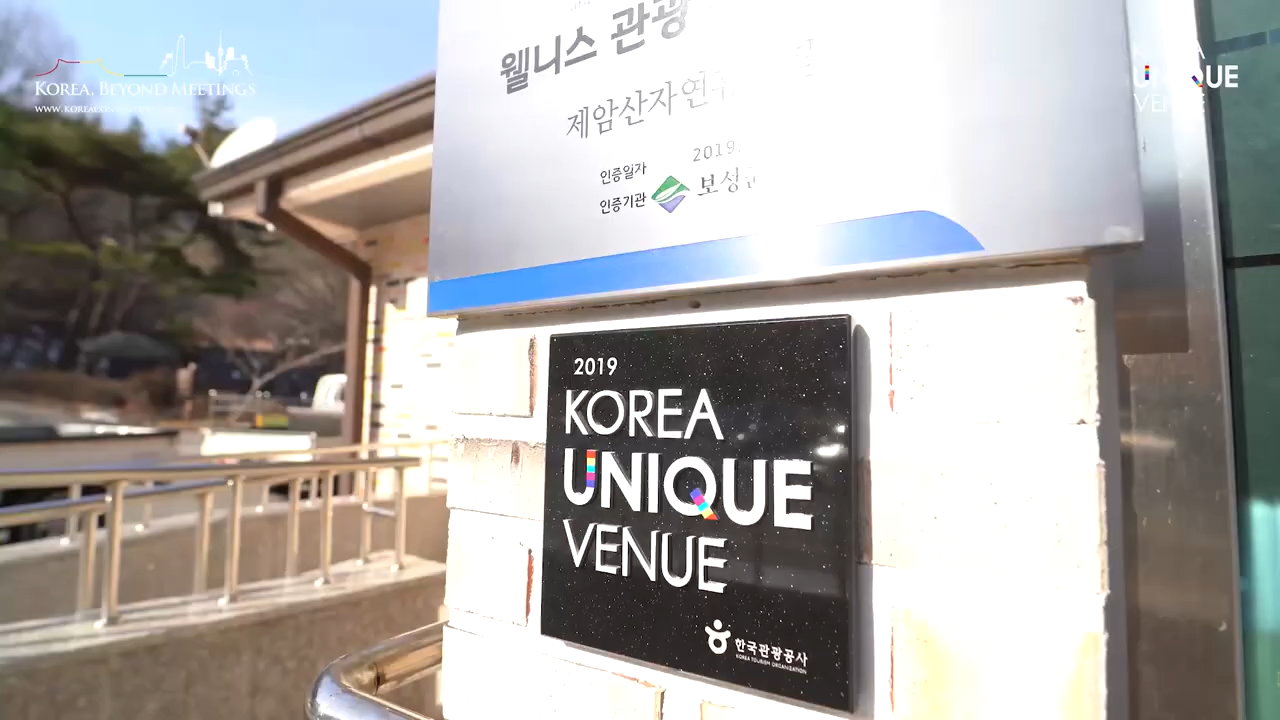 KOREA, BEYOND MEETINGS
UNIQUE
VENUE
웰니스 관광
제암산자연
2019.
인증일자
인증기관
보성군
2019
KOREA
UNIQUE
VENUE
한국관광공사
KOREA TOURISM ORGANIZATION